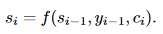 s_i = f(s_{i−1}, y_{i−1}, c_i).